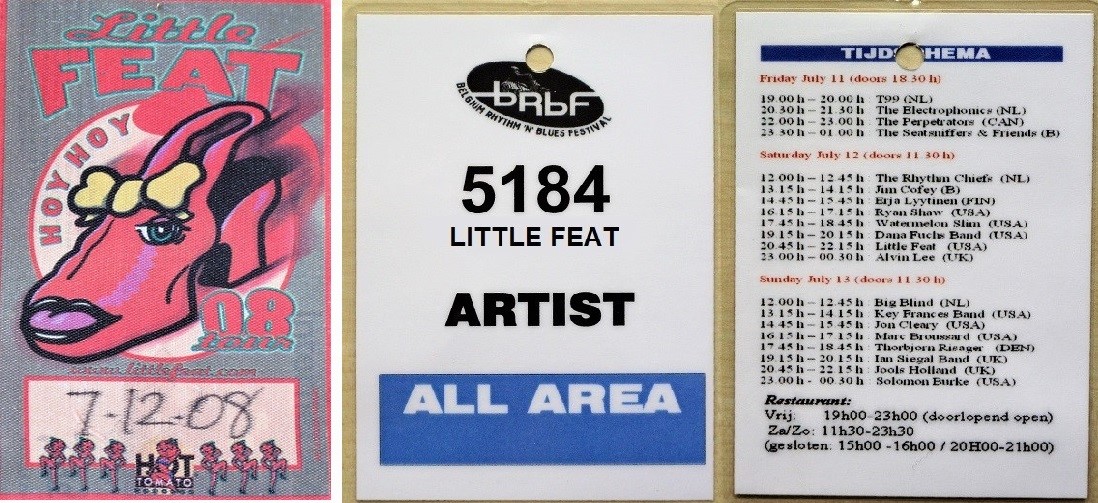 Little
FEAT
HOY HOY
08
tour
www.littlefeat.com
7-12-08
HOT
TOMATO
bRbF
BELGIUM RHYTHM 'N' BLUES FESTIVAL
5184
LITTLE FEAT
ARTIST
ALL AREA
TIJDSCHEMA
Friday July 11 (doors 18.30 h)
19.00 h – 20.00 h : T99 (NL)
20.30 h – 21.30 h : The Electrophonics (NL)
22.00 h – 23.00 h : The Perpetrators (CAN)
23.30 h – 01.00 h : The Seatsniffers & Friends (B)
Saturday July 12 (doors 11.30 h)
12.00 h – 12.45 h : The Rhythm Chiefs (NL)
13.15 h – 14.15 h : Jim Cofey (B)
14.45 h – 15.45 h : Erja Lyytinen (FIN)
16.15 h – 17.15 h : Ryan Shaw (USA)
17.45 h – 18.45 h : Watermelon Slim (USA)
19.15 h – 20.15 h : Dana Fuchs Band (USA)
20.45 h – 22.15 h : Little Feat (USA)
23.00 h – 00.30 h : Alvin Lee (UK)
Sunday July 13 (doors 11.30 h)
12.00 h – 12.45 h : Big Blind (NL)
13.15 h – 14.15 h : Key Frances Band (USA)
14.45 h – 15.45 h : Jon Cleary (USA)
16.15 h – 17.15 h : Marc Broussard (USA)
17.45 h – 18.45 h : Thorbjorn Risager (DEN)
19.15 h – 20.15 h : Ian Siegal Band (UK)
20.45 h – 22.15 h : Jools Holland (UK)
23.00 h - 00.30 h : Solomon Burke (USA)
Restaurant:
Vrij: 19h00-23h00 (doorlopend open)
Za/Zo: 11h30-23h30
(gesloten: 15h00 -16h00 / 20H00-21h00)